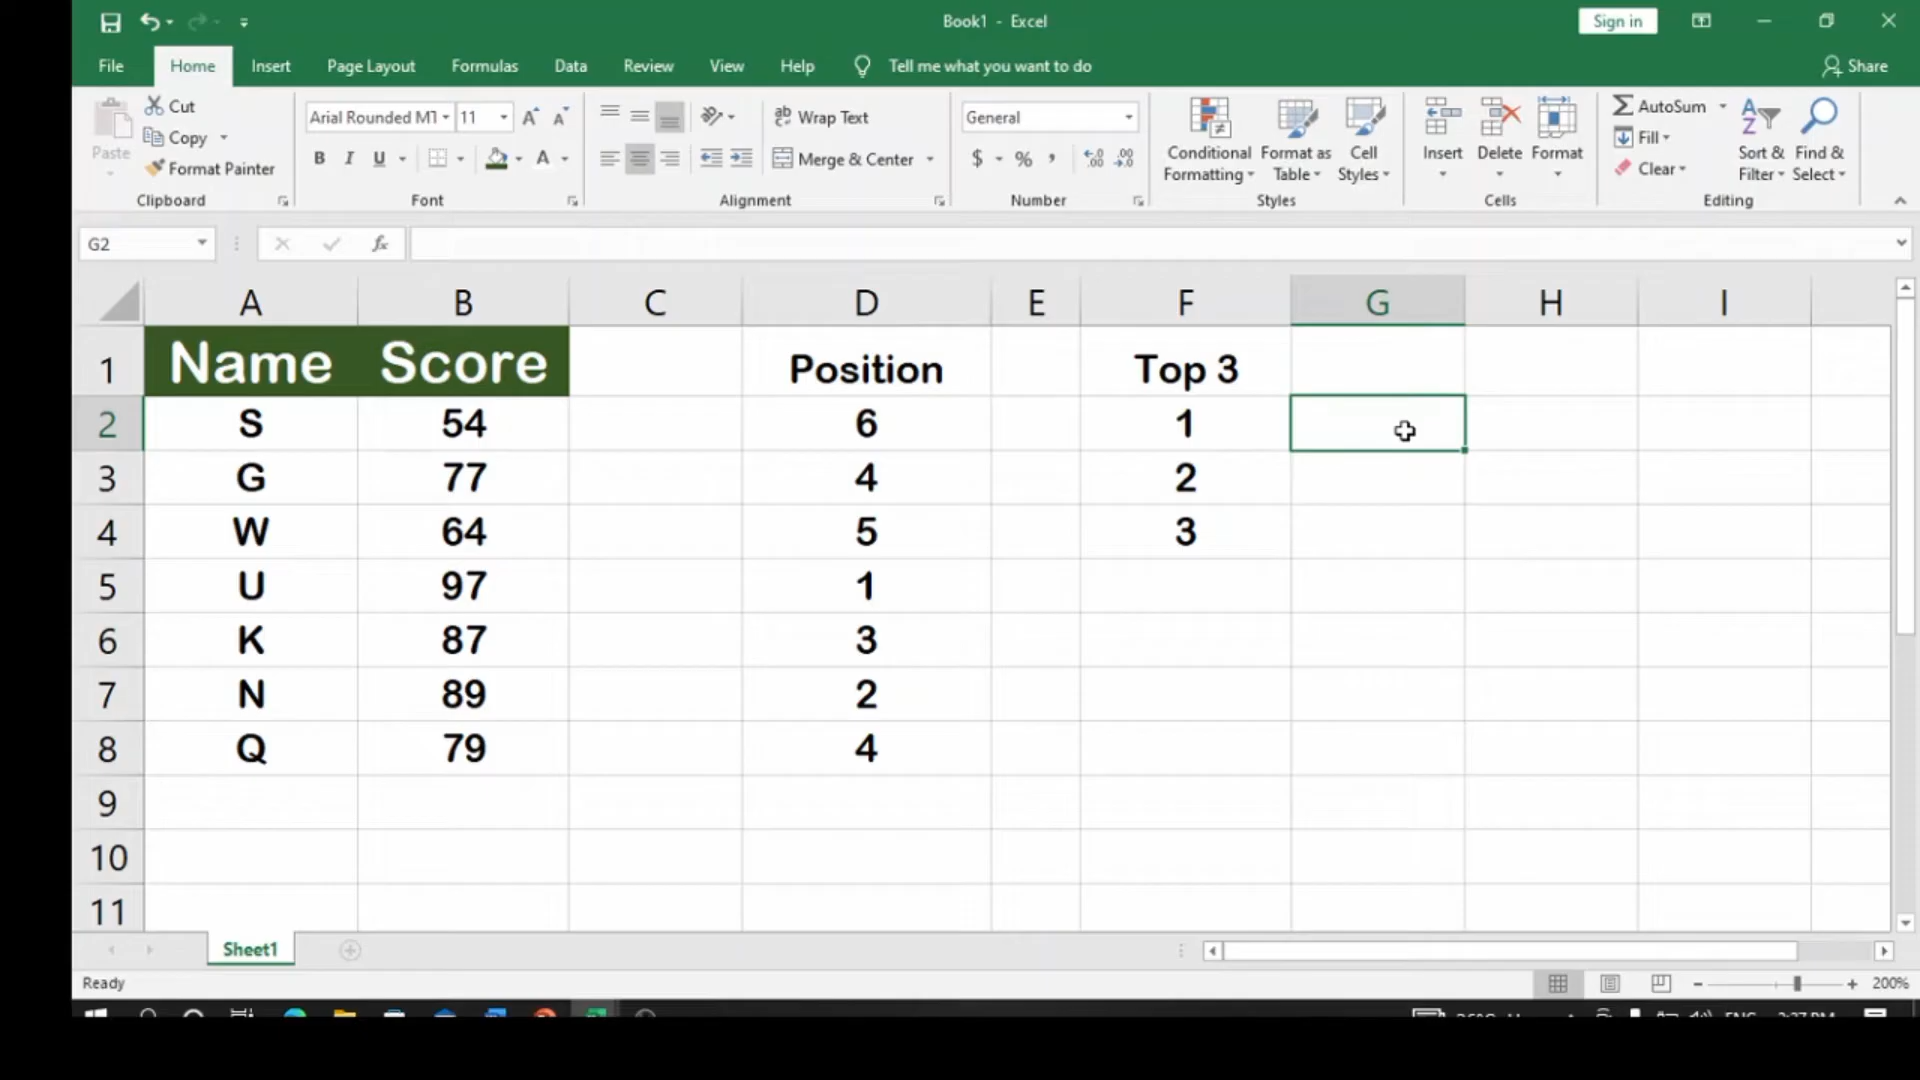 Book1 - Excel
Sign in
File Home Insert Page Layout Formulas Data Review View Help Tell me what you want to do Share
Paste
Cut
Copy
Format Painter
Clipboard
Arial Rounded MT 11
B I U
Font
Wrap Text
Merge & Center
Alignment
General
$ %
Number
Conditional Formatting
Format as Table
Cell Styles
Styles
Insert Delete Format
Cells
AutoSum
Fill
Clear
Sort & Filter
Find & Select
Editing
G2 fx
A B C D E F G H I
1 Name Score Position Top 3
2 S 54 6 1
3 G 77 4 2
4 W 64 5 3
5 U 97 1
6 K 87 3
7 N 89 2
8 Q 79 4
9
10
11
Sheet1
Ready 200%